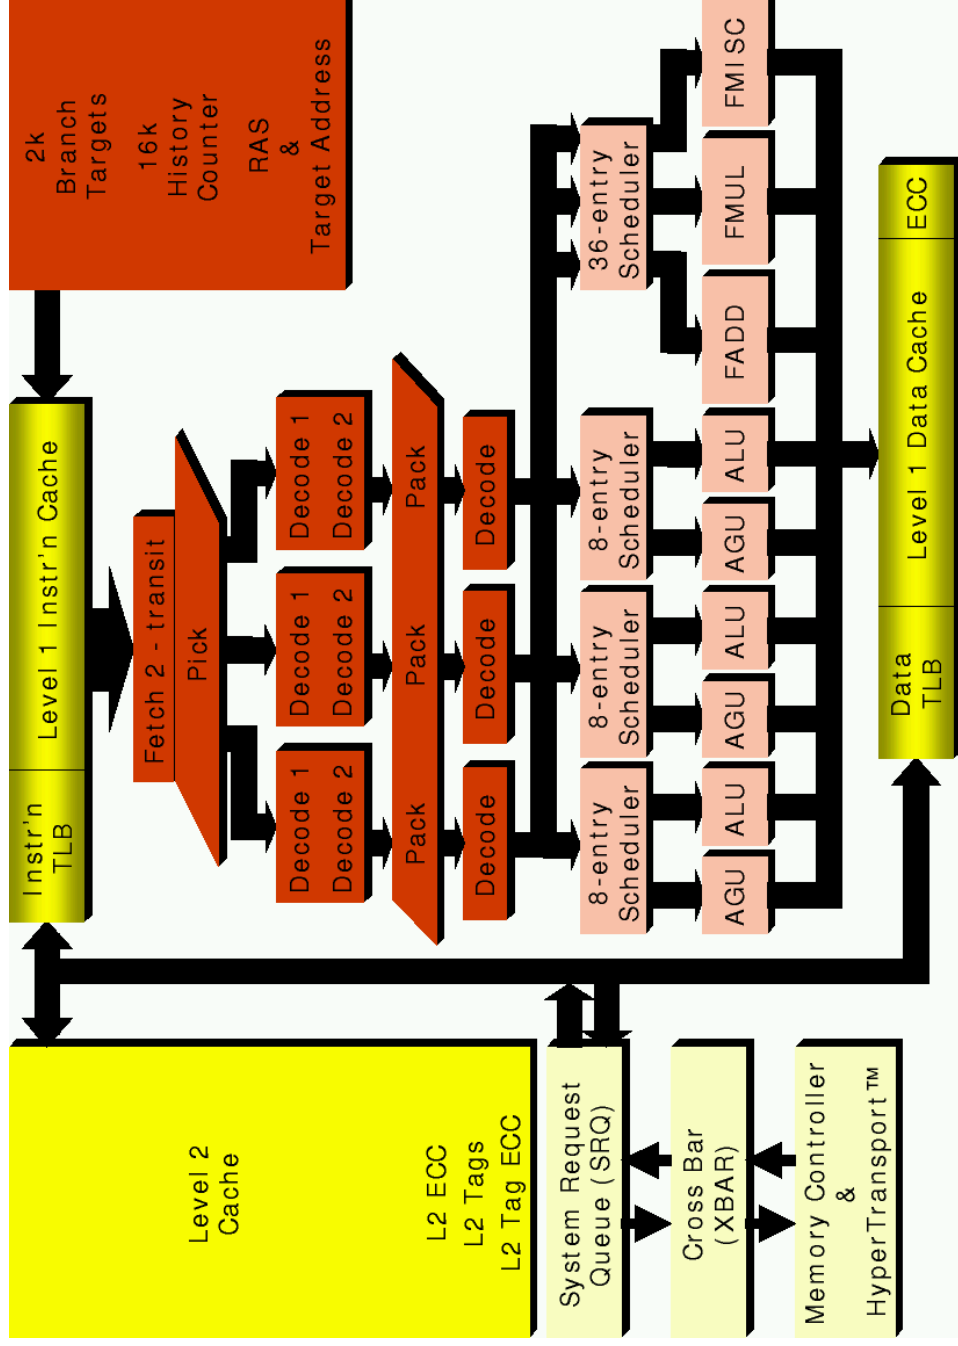 Level 2
Cache
L2 ECC
L2 Tags
L2 Tag ECC
System Request
Queue (SRQ)
Cross Bar
(XBAR)
Memory Controller
&
HyperTransport™
Instr'n
TLB
Level 1 Instr'n Cache
2k
Branch
Targets
16k
History
Counter
RAS
&
Target Address
Fetch 2 - transit
Pick
Decode 1
Decode 2
Decode 1
Decode 2
Decode 1
Decode 2
Pack
Pack
Pack
Decode
Decode
Decode
8-entry
Scheduler
8-entry
Scheduler
8-entry
Scheduler
36-entry
Scheduler
AGU
ALU
AGU
ALU
AGU
ALU
FADD
FMUL
FMISC
Data
TLB
Level 1 Data Cache
ECC